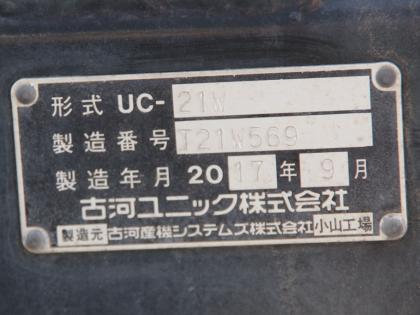 形式 UC-21W
製造番号 T21W569
製造年月 2017年9月
古河ユニック株式会社
製造元 古河産機システムズ株式会社 小山工場